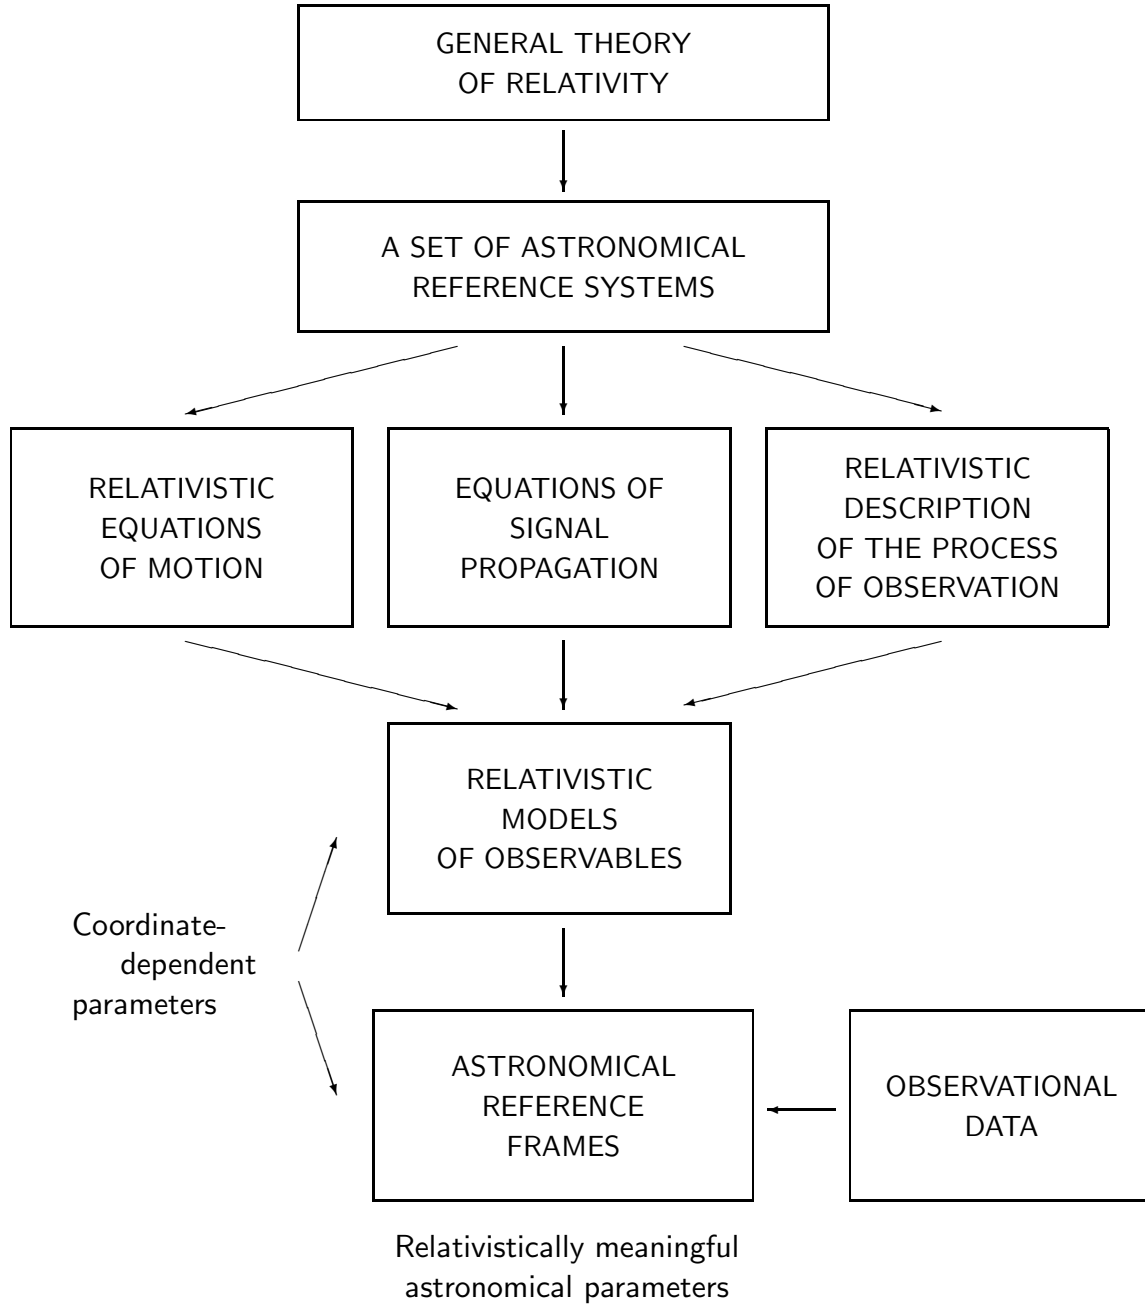 GENERAL THEORY
OF RELATIVITY
A SET OF ASTRONOMICAL
REFERENCE SYSTEMS
RELATIVISTIC
EQUATIONS
OF MOTION
EQUATIONS OF
SIGNAL
PROPAGATION
RELATIVISTIC
DESCRIPTION
OF THE PROCESS
OF OBSERVATION
RELATIVISTIC
MODELS
OF OBSERVABLES
Coordinate-
dependent
parameters
ASTRONOMICAL
REFERENCE
FRAMES
OBSERVATIONAL
DATA
Relativistically meaningful
astronomical parameters